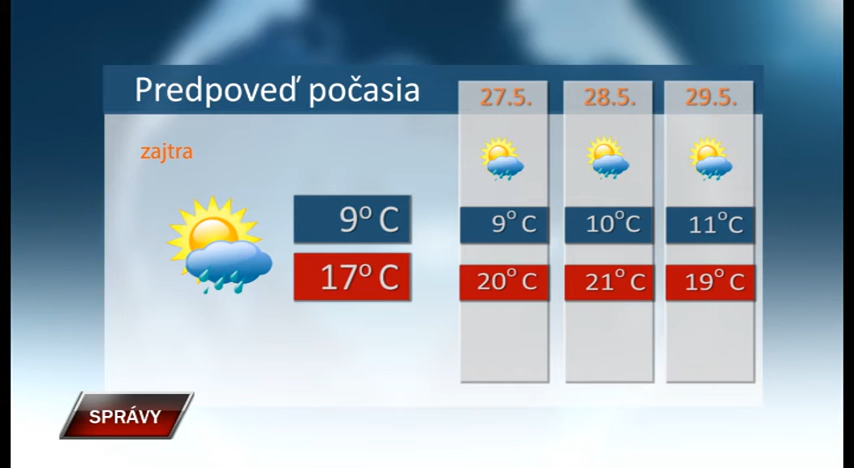 Predpoveď počasia
zajtra
9° C
17° C
27.5.
9° C
20° C
28.5.
10°C
21° C
29.5.
11°C
19° C
SPRÁVY